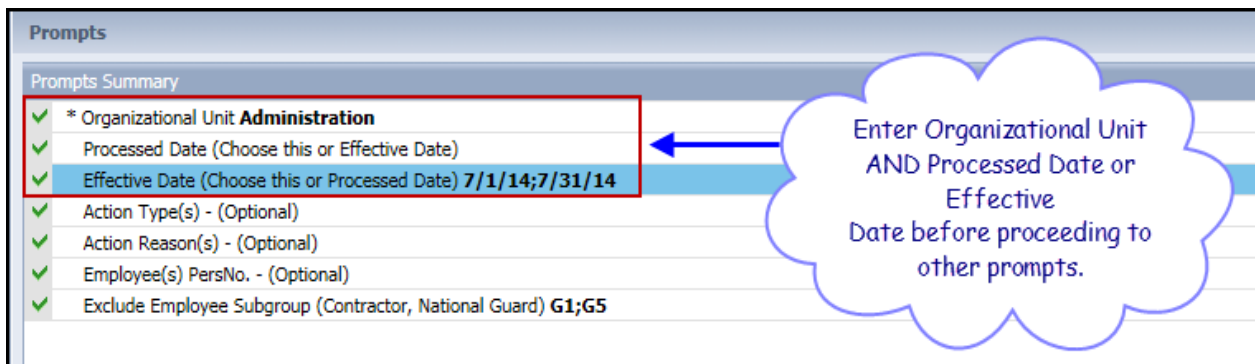 Prompts
Prompts Summary
* Organizational Unit Administration
Processed Date (Choose this or Effective Date)
Effective Date (Choose this or Processed Date) 7/1/14;7/31/14
Action Type(s) - (Optional)
Action Reason(s) - (Optional)
Employee(s) PersNo. - (Optional)
Exclude Employee Subgroup (Contractor, National Guard) G1;G5
Enter Organizational Unit
AND Processed Date or
Effective
Date before proceeding to
other prompts.